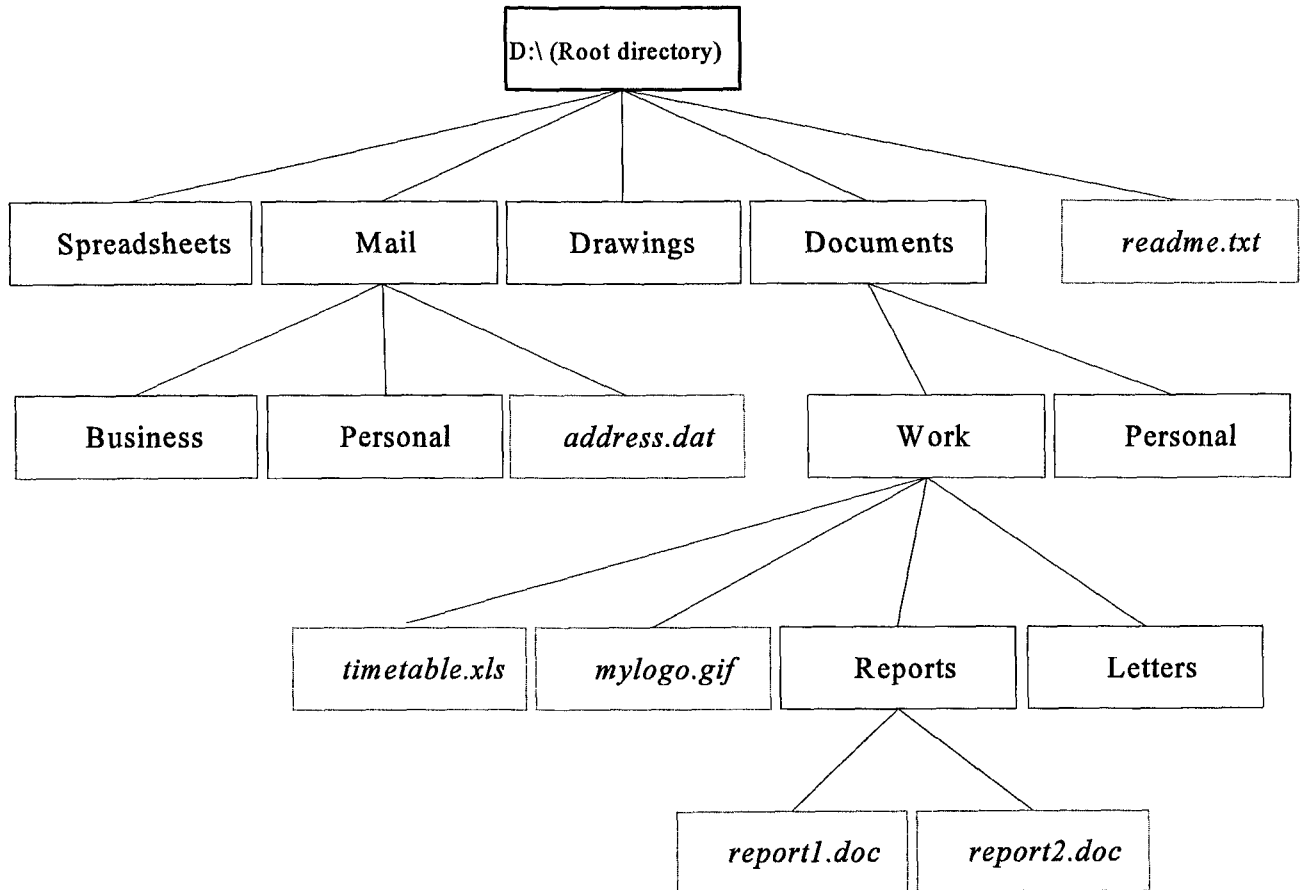 D:\ (Root directory)
Spreadsheets
Mail
Drawings
Documents
readme.txt
Business
Personal
address.dat
Work
Personal
timetable.xls
mylogo.gif
Reports
Letters
report1.doc
report2.doc